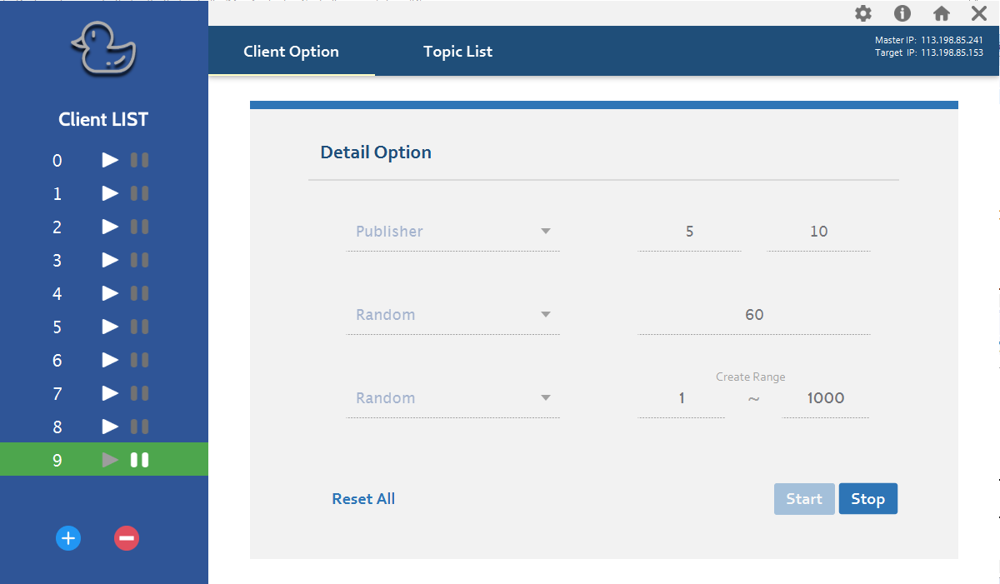 Client LIST
0
1
2
3
4
5
6
7
8
9
Client Option
Topic List
Master IP: 113.198.85.241
Target IP: 113.198.85.153
Detail Option
Publisher 5 10
Random 60
Create Range
Random 1 ~ 1000
Reset All Start Stop